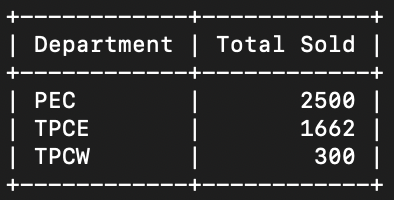 +------------+------------+
| Department | Total Sold |
+------------+------------+
| PEC        |       2500 |
| TPCE       |       1662 |
| TPCW       |        300 |
+------------+------------+